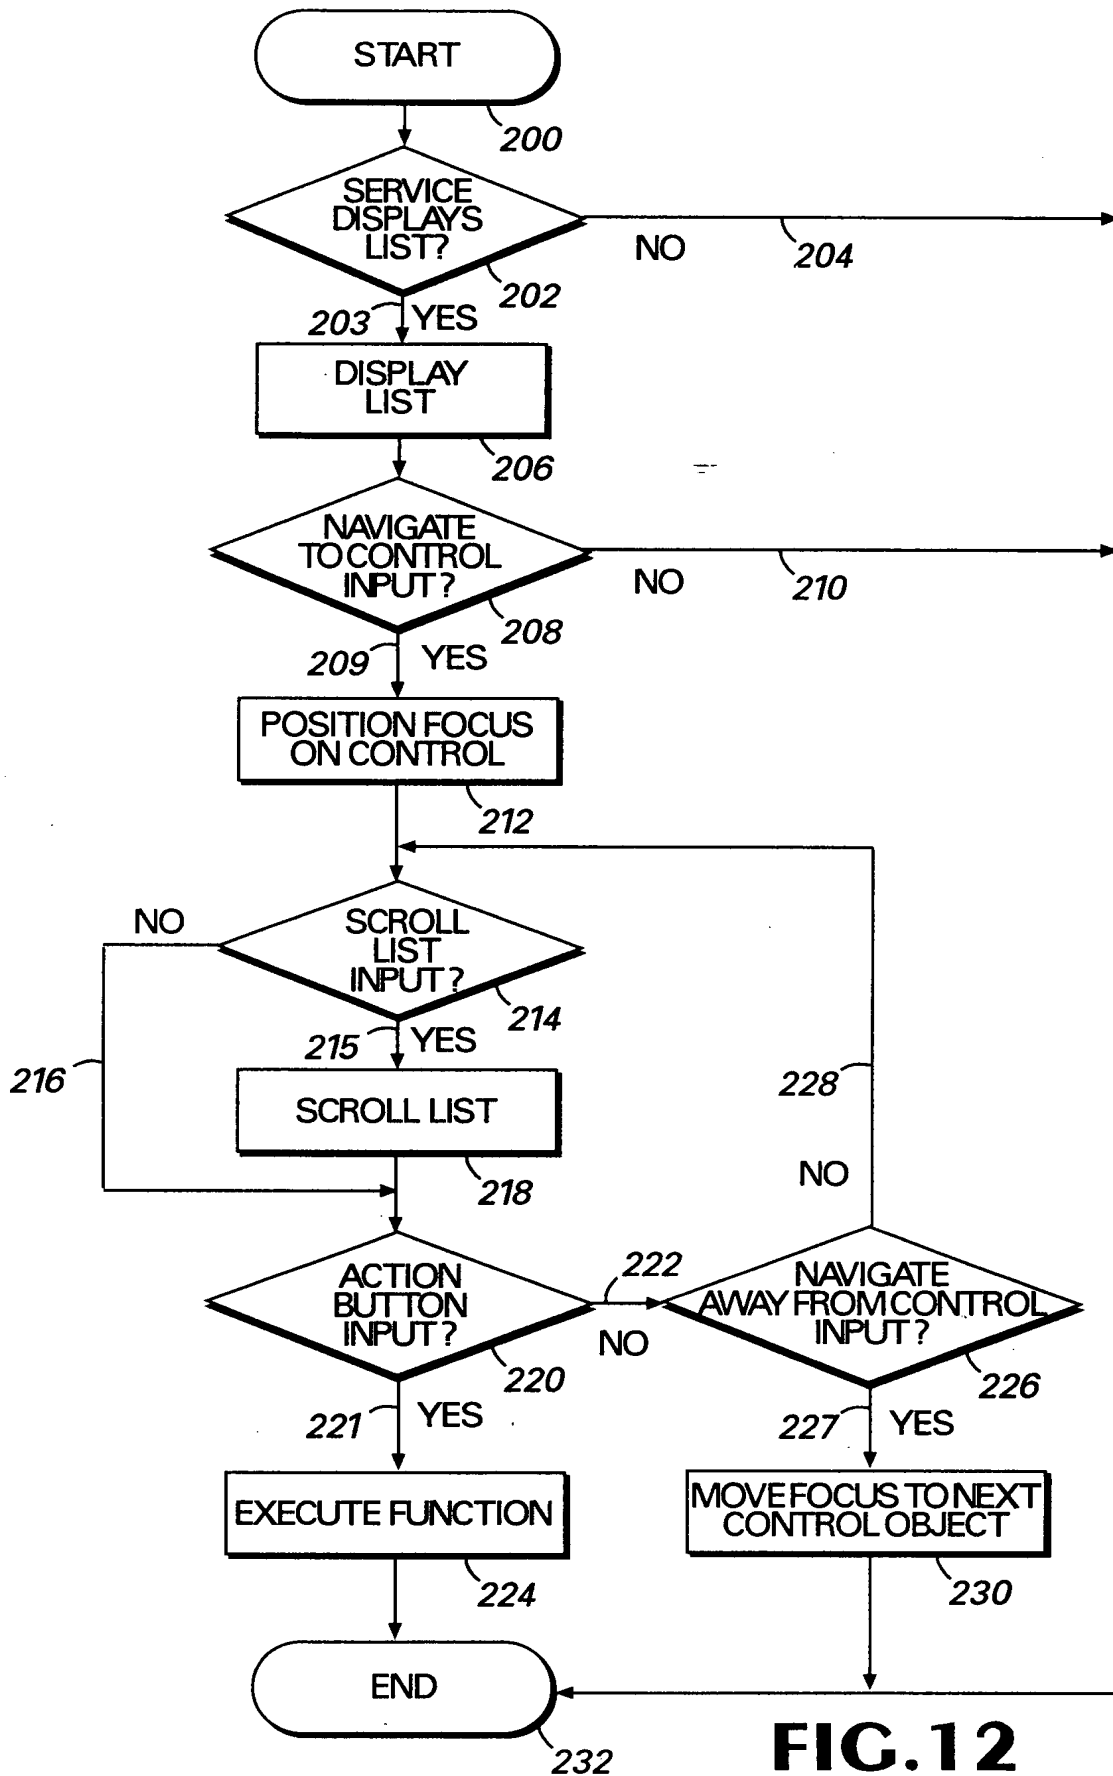 START
200
SERVICE
DISPLAYS
LIST?
NO
204
202
203
YES
DISPLAY
LIST
206
NAVIGATE
TO CONTROL
INPUT?
NO
210
208
209
YES
POSITION FOCUS
ON CONTROL
212
NO
SCROLL
LIST
INPUT?
214
215
YES
216
228
SCROLL LIST
218
NO
ACTION
BUTTON
INPUT?
222
NO
220
NAVIGATE
AWAY FROM CONTROL
INPUT?
226
221
YES
227
YES
EXECUTE FUNCTION
224
MOVE FOCUS TO NEXT
CONTROL OBJECT
230
END
232
FIG.12